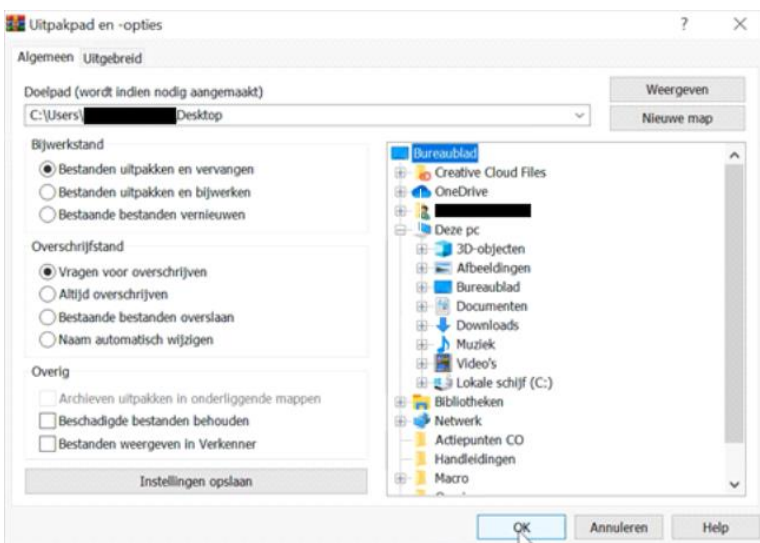 Uitpakpad en -opties
Algemeen Uitgebreid
Doelpad (wordt indien nodig aangemaakt)
C:\Users\ Desktop
Weergeven
Nieuwe map
Bijwerkstand
Bestanden uitpakken en vervangen
Bestanden uitpakken en bijwerken
Bestaande bestanden vernieuwen
Overschrijfstand
Vragen voor overschrijven
Altijd overschrijven
Bestaande bestanden overslaan
Naam automatisch wijzigen
Overig
Archieven uitpakken in onderliggende mappen
Beschadigde bestanden behouden
Bestanden weergeven in Verkenner
Instellingen opslaan
Bureaublad
Creative Cloud Files
OneDrive
Deze pc
3D-objecten
Afbeeldingen
Bureaublad
Documenten
Downloads
Muziek
Video's
Lokale schijf (C:)
Bibliotheken
Netwerk
Actiepunten CO
Handleidingen
Macro
OK
Annuleren
Help